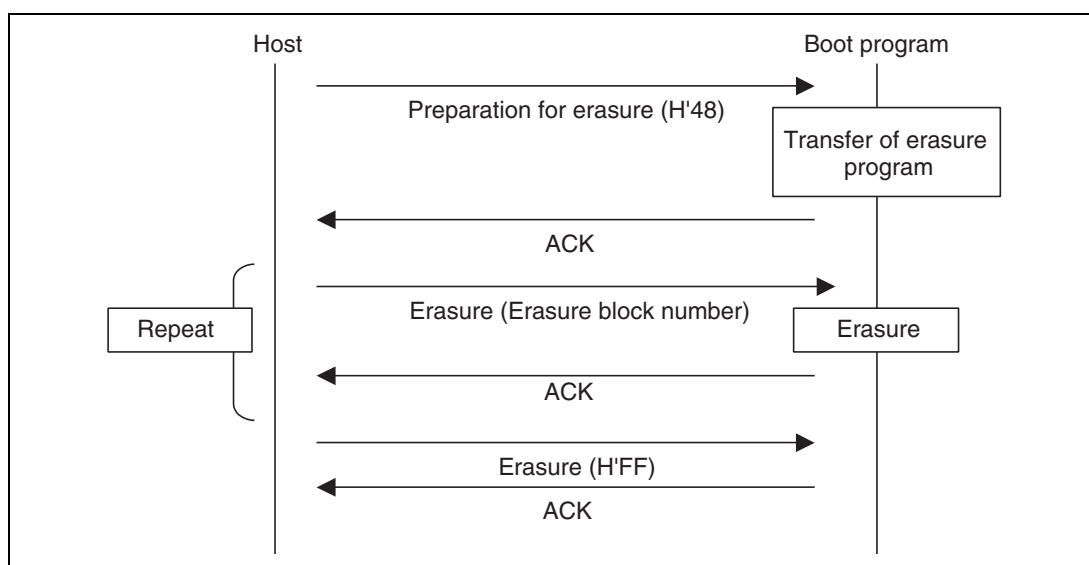 Host
Boot program
Preparation for erasure (H'48)
Transfer of erasure
program
ACK
Erasure (Erasure block number)
Repeat
Erasure
ACK
Erasure (H'FF)
ACK